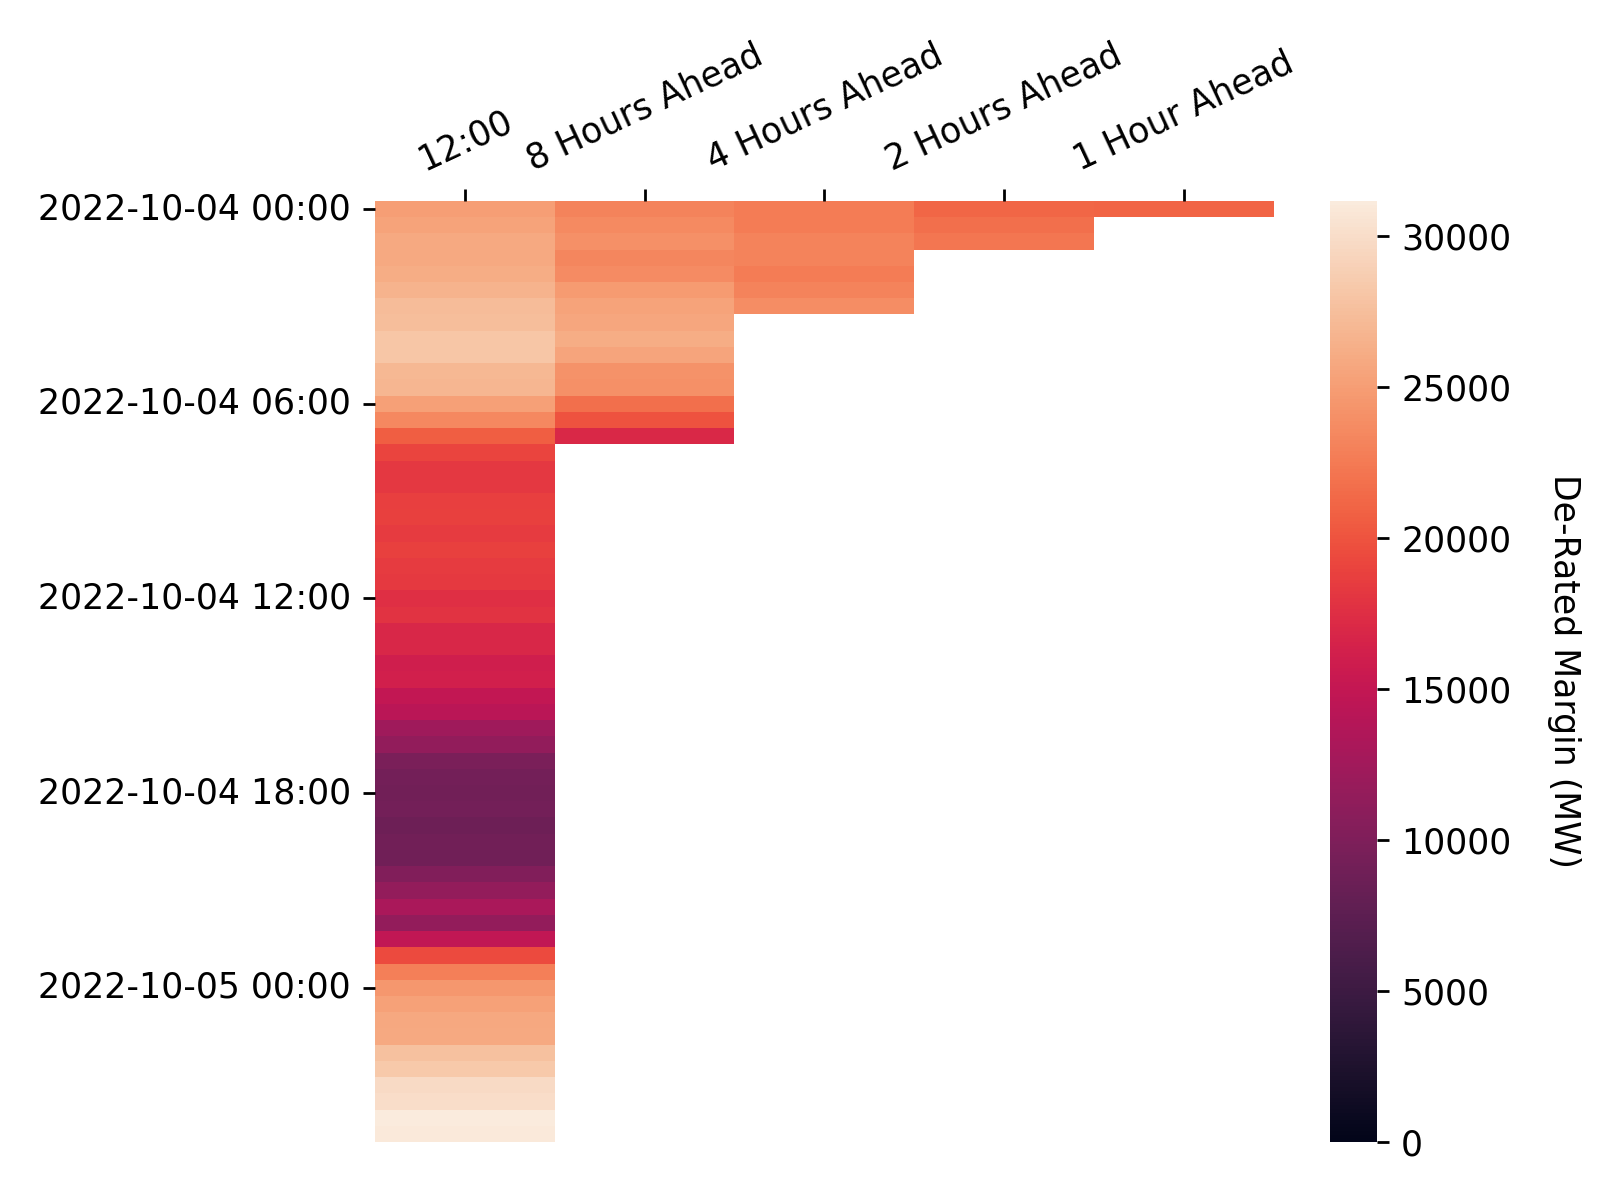 12:00
8 Hours Ahead
4 Hours Ahead
2 Hours Ahead
1 Hour Ahead
2022-10-04 00:00
2022-10-04 06:00
2022-10-04 12:00
2022-10-04 18:00
2022-10-05 00:00
30000
25000
20000
15000
10000
5000
0
De-Rated Margin (MW)